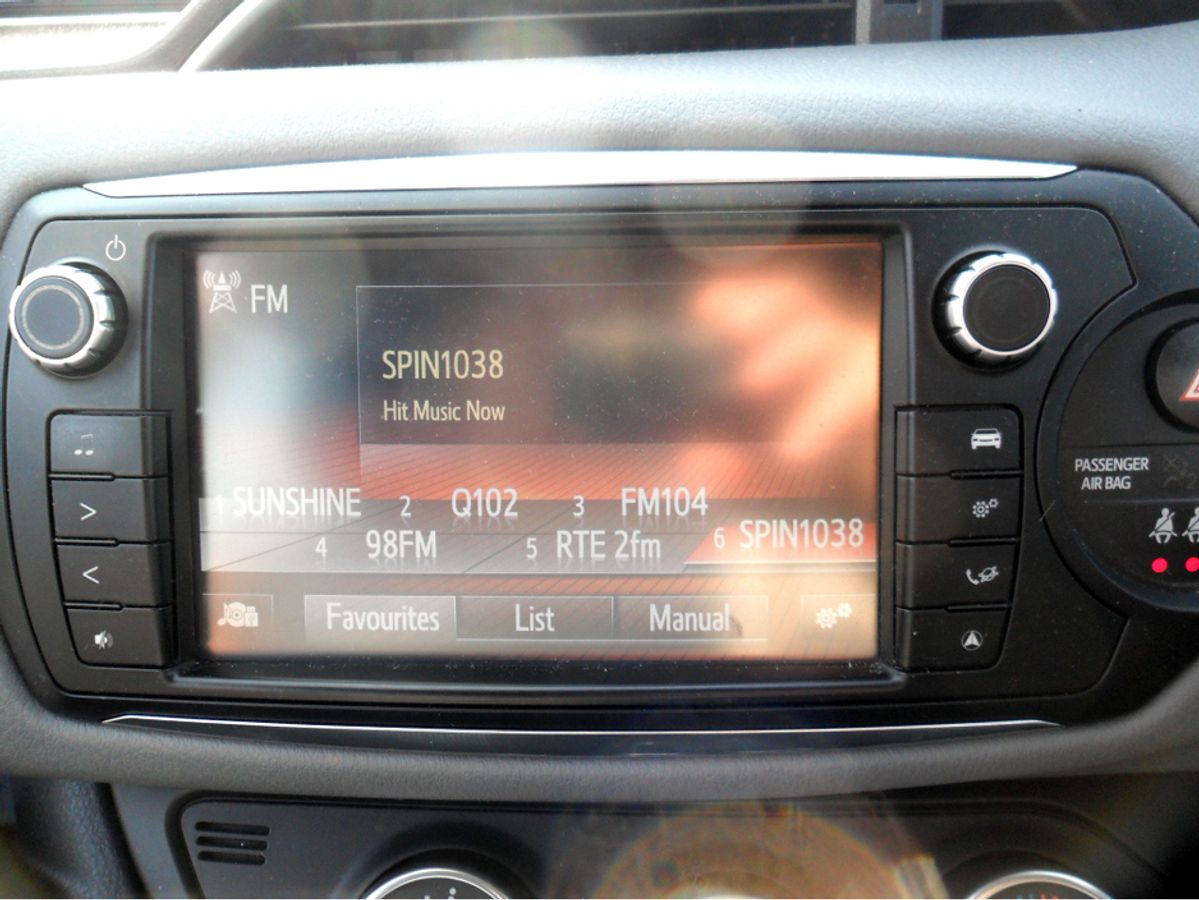 FM
SPIN1038
Hit Music Now
1 SUNSHINE 2 Q102 3 FM104
4 98FM 5 RTE 2fm 6 SPIN1038
Favourites List Manual
PASSENGER
AIR BAG